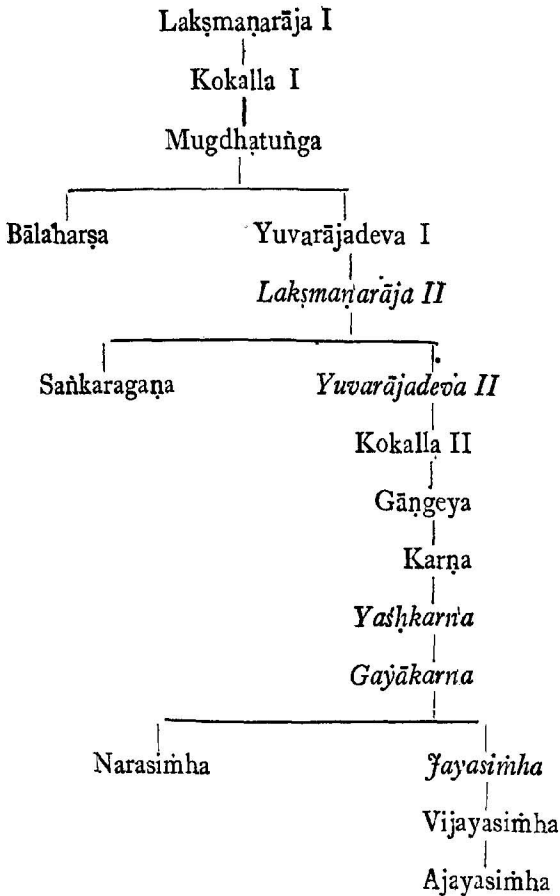 Lakṣmaṇarāja I
Kokalla I
Mugdhatuṅga
Bālaharṣa Yuvarājadeva I
Lakṣmaṇarāja II
Saṅkaragaṇa Yuvarājadeva II
Kokalla II
Gāṇgeya
Karṇa
Yaśḥkarṇa
Gayākarṇa
Narasiṁha Jayasiṁha
Vijayasiṁha
Ajayasiṁha